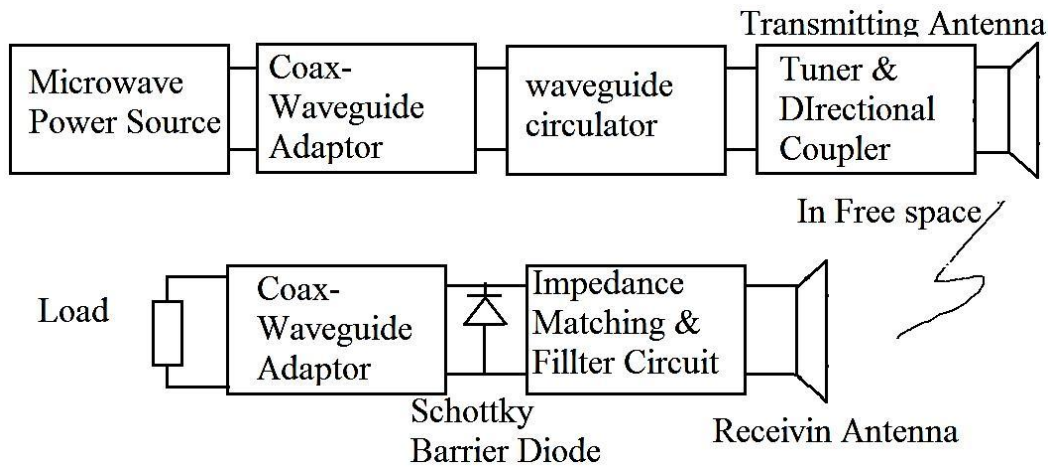 Transmitting Antenna
Microwave
Power Source
Coax-
Waveguide
Adaptor
waveguide
circulator
Tuner &
DIrectional
Coupler
In Free space
Load
Coax-
Waveguide
Adaptor
Schottky
Barrier Diode
Impedance
Matching &
Fillter Circuit
Receivin Antenna